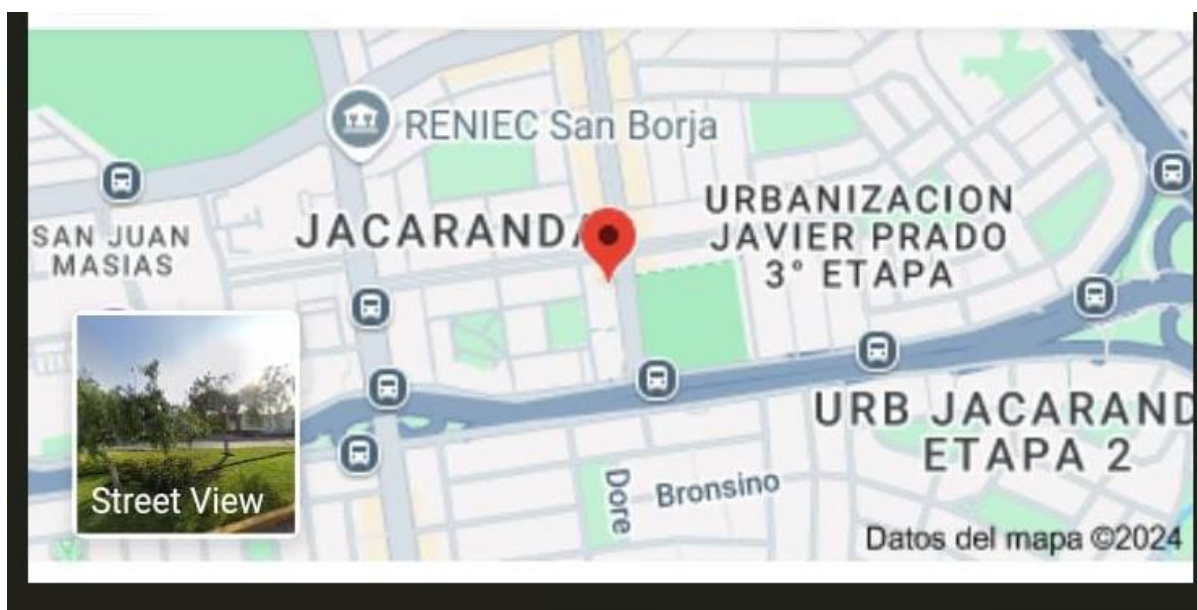 RENIEC San Borja
SAN JUAN
MASIAS
JACARANDA
URBANIZACION
JAVIER PRADO
3° ETAPA
URB JACARAND
ETAPA 2
Dore
Bronsino
Street View
Datos del mapa ©2024